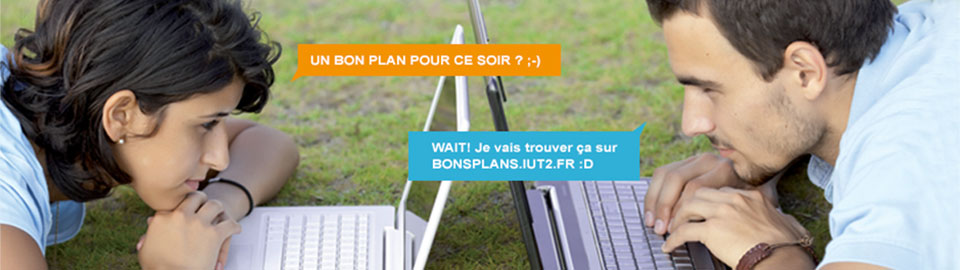 UN BON PLAN POUR CE SOIR ? ;-)
WAIT! Je vais trouver ça sur
BONSPLANS.IUT2.FR :D